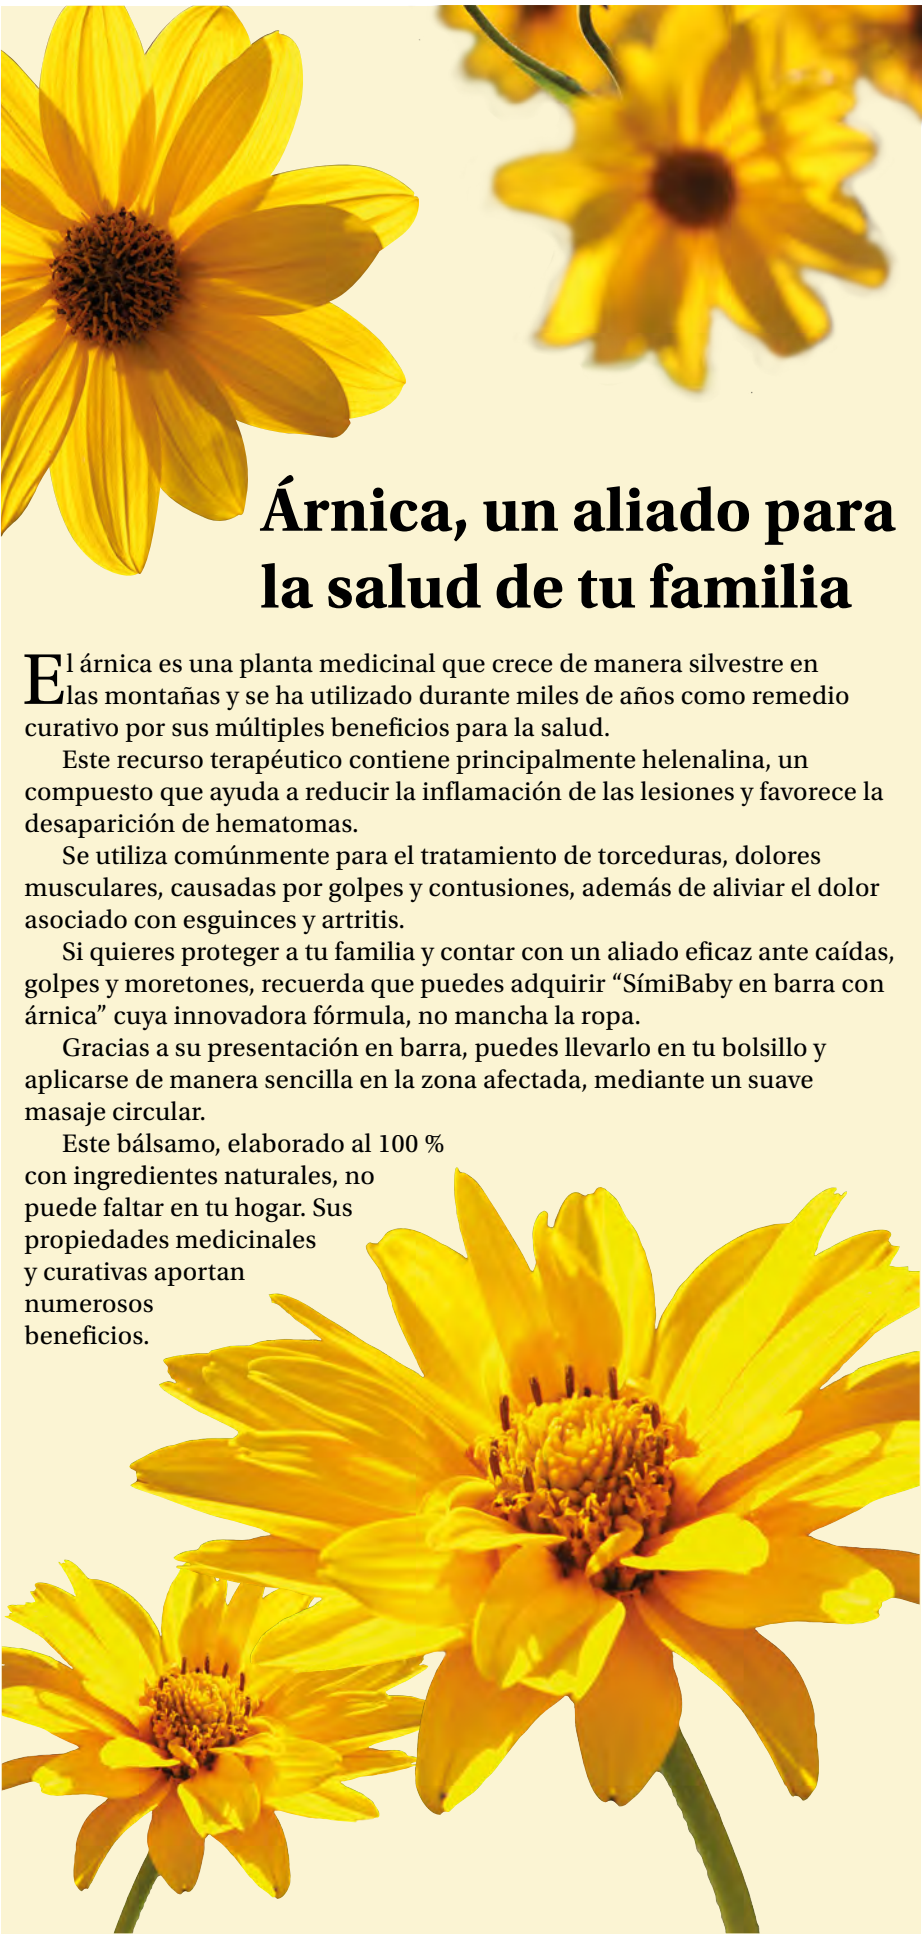 Árnica, un aliado para
la salud de tu familia
El árnica es una planta medicinal que crece de manera silvestre en
las montañas y se ha utilizado durante miles de años como remedio
curativo por sus múltiples beneficios para la salud.
Este recurso terapéutico contiene principalmente helenalina, un
compuesto que ayuda a reducir la inflamación de las lesiones y favorece la
desaparición de hematomas.
Se utiliza comúnmente para el tratamiento de torceduras, dolores
musculares, causadas por golpes y contusiones, además de aliviar el dolor
asociado con esguinces y artritis.
Si quieres proteger a tu familia y contar con un aliado eficaz ante caídas,
golpes y moretones, recuerda que puedes adquirir “SímiBaby en barra con
árnica” cuya innovadora fórmula, no mancha la ropa.
Gracias a su presentación en barra, puedes llevarlo en tu bolsillo y
aplicarse de manera sencilla en la zona afectada, mediante un suave
masaje circular.
Este bálsamo, elaborado al 100 %
con ingredientes naturales, no
puede faltar en tu hogar. Sus
propiedades medicinales
y curativas aportan
numerosos
beneficios.